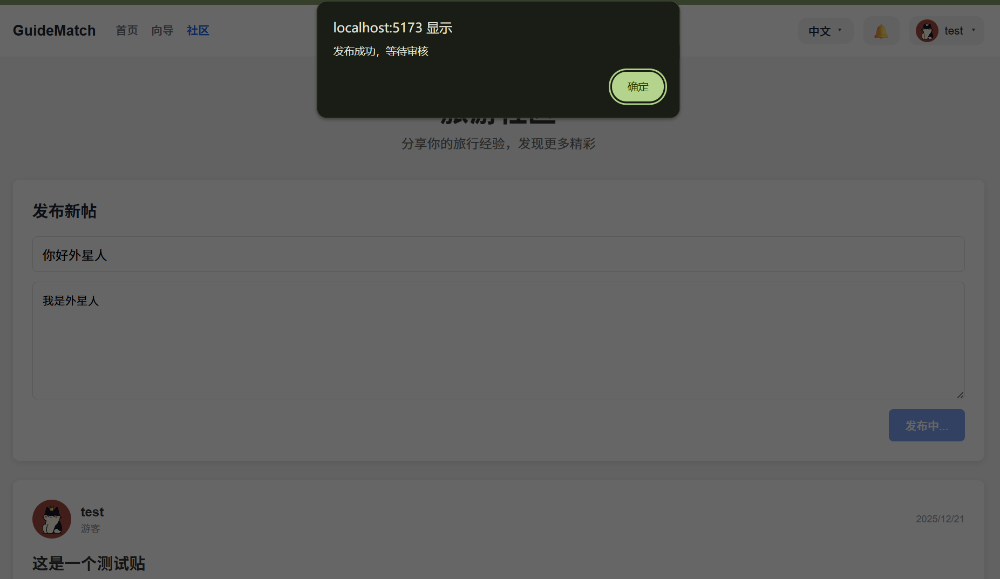 localhost:5173 显示
发布成功，等待审核
确定
GuideMatch 首页 向导 社区 中文 test
分享你的旅行经验，发现更多精彩
发布新帖
你好外星人
我是外星人
发布中...
test
游客
2025/12/21
这是一个测试贴